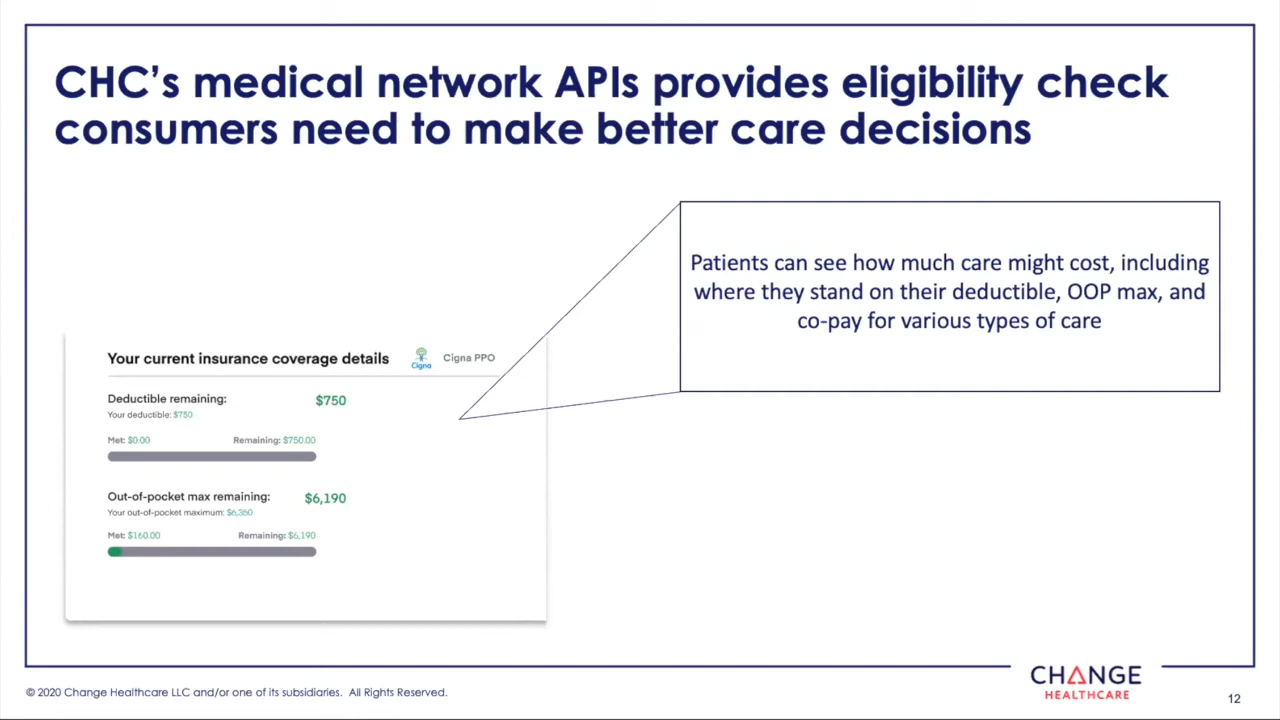 CHC’s medical network APIs provides eligibility check
consumers need to make better care decisions
Patients can see how much care might cost, including
where they stand on their deductible, OOP max, and
co-pay for various types of care
Your current insurance coverage details
Cigna
Cigna PPO
Deductible remaining: $750
Your deductible: $750
Met: $0.00 Remaining: $750.00
Out-of-pocket max remaining: $6,190
Your out-of-pocket maximum: $6,350
Met: $160.00 Remaining: $6,190
© 2020 Change Healthcare LLC and/or one of its subsidiaries. All Rights Reserved.
CHANGE
HEALTHCARE
12